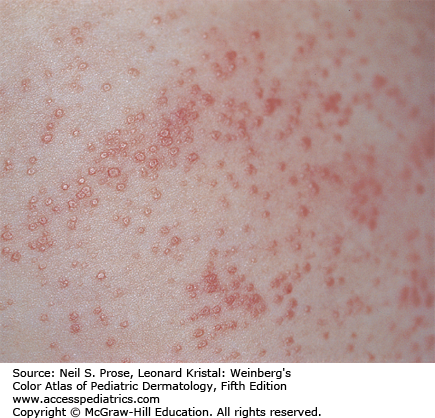 Source: Neil S. Prose, Leonard Kristal: Weinberg's
Color Atlas of Pediatric Dermatology, Fifth Edition
www.accesspediatrics.com
Copyright © McGraw-Hill Education. All rights reserved.